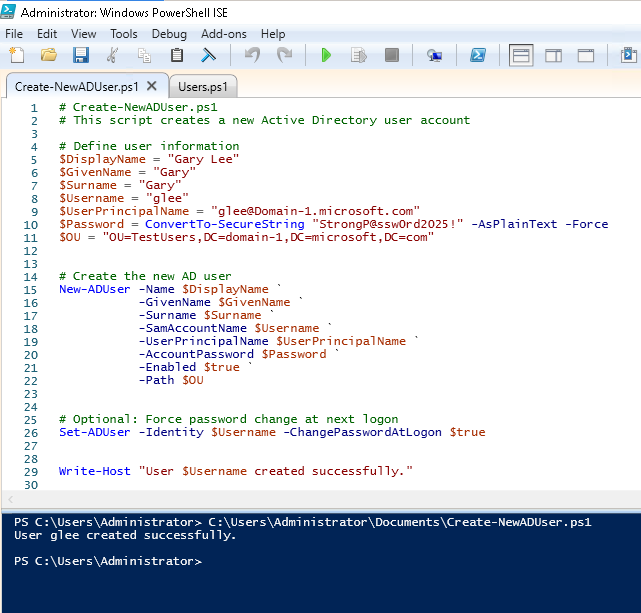 Administrator: Windows PowerShell ISE
File Edit View Tools Debug Add-ons Help
Create-NewADUser.ps1 X Users.ps1
1 # Create-NewADUser.ps1
2 # This script creates a new Active Directory user account
3
4 # Define user information
5 $DisplayName = "Gary Lee"
6 $GivenName = "Gary"
7 $Surname = "Gary"
8 $Username = "glee"
9 $UserPrincipalName = "glee@Domain-1.microsoft.com"
10 $Password = ConvertTo-SecureString "StrongP@ssw0rd2025!" -AsPlainText -Force
11 $OU = "OU=TestUsers,DC=domain-1,DC=microsoft,DC=com"
12
13
14 # Create the new AD user
15 New-ADUser -Name $DisplayName `
16 -GivenName $GivenName `
17 -Surname $Surname `
18 -SamAccountName $Username `
19 -UserPrincipalName $UserPrincipalName `
20 -AccountPassword $Password `
21 -Enabled $true `
22 -Path $OU
23
24
25 # Optional: Force password change at next logon
26 Set-ADUser -Identity $Username -ChangePasswordAtLogon $true
27
28
29 Write-Host "User $Username created successfully."
30
PS C:\Users\Administrator> C:\Users\Administrator\Documents\Create-NewADUser.ps1
User glee created successfully.
PS C:\Users\Administrator>